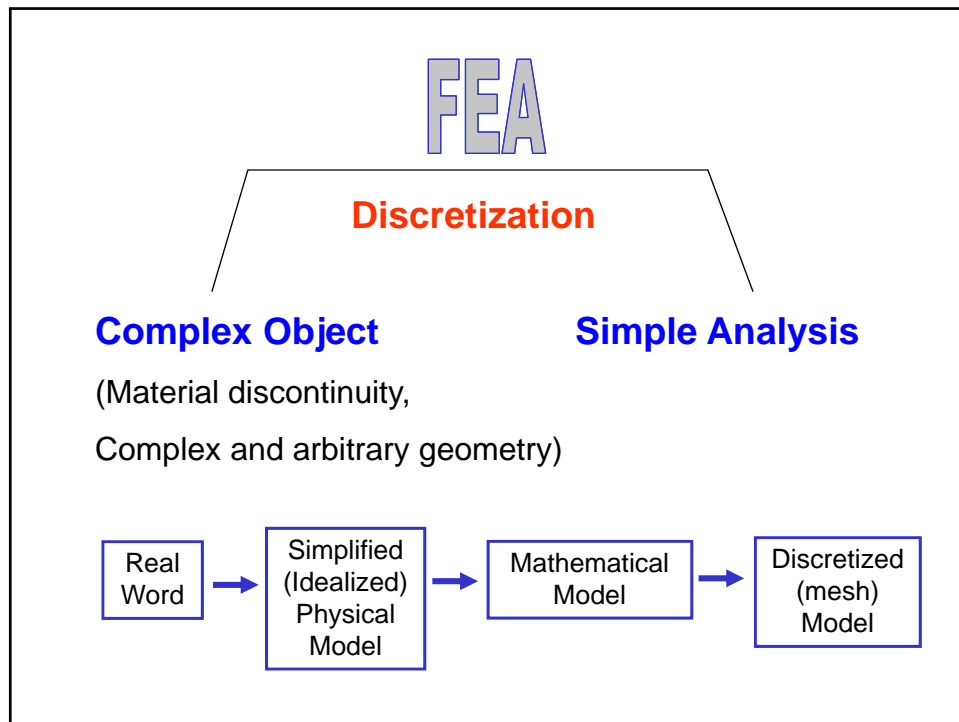 FEA
Discretization
Complex Object
Simple Analysis
(Material discontinuity,
Complex and arbitrary geometry)
Real
Word
Simplified
(Idealized)
Physical
Model
Mathematical
Model
Discretized
(mesh)
Model